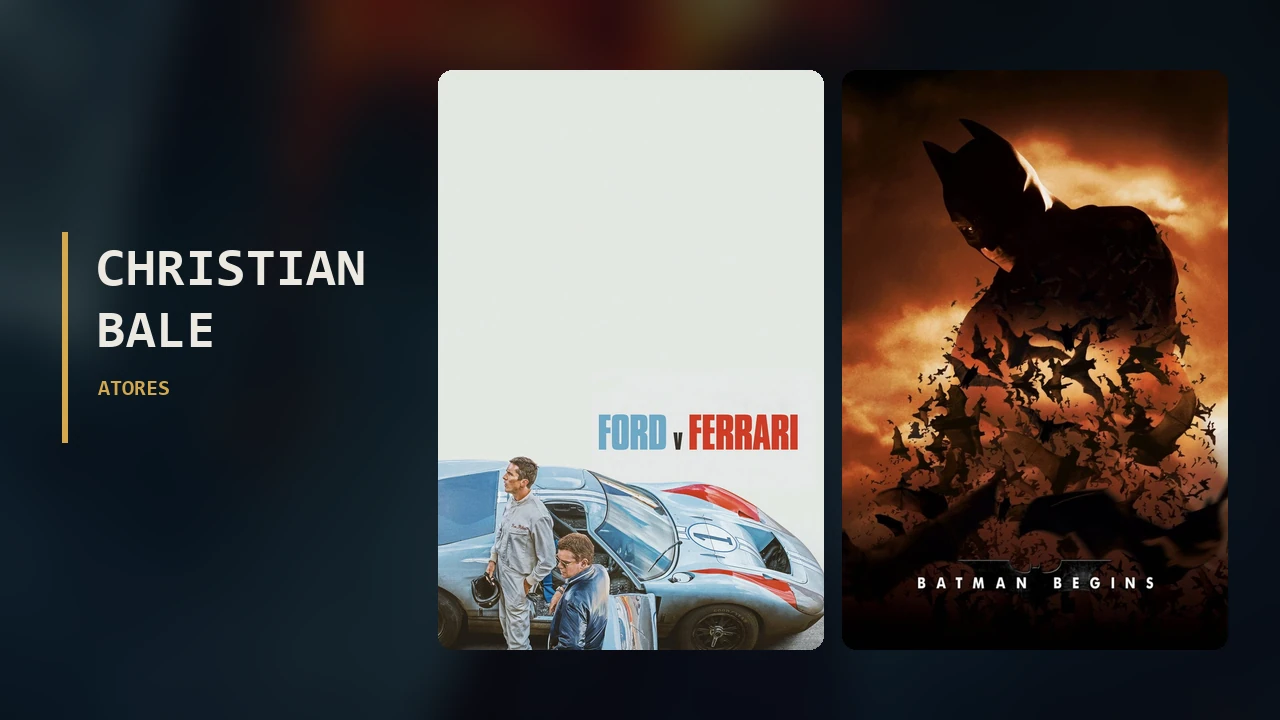 CHRISTIAN
BALE
ATORES
FORD v FERRARI
BATMAN BEGINS